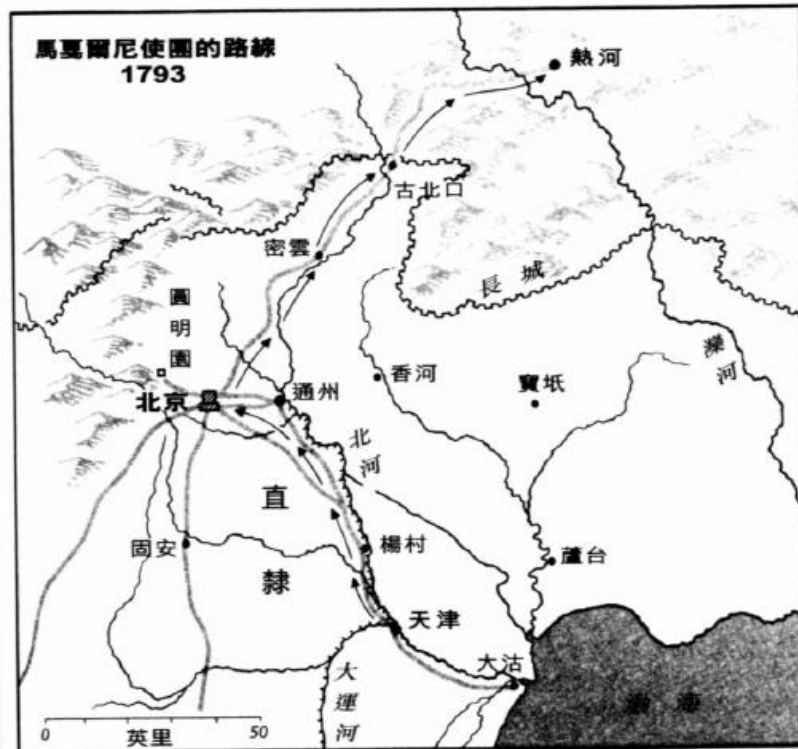 馬戛爾尼使團的路線
1793
熱河
古北口
密雲
長城
圓明園
灤河
香河
寶坻
北京
通州
北河
直隸
固安
楊村
蘆台
天津
大沽
大運河
渤海
0 50
英里